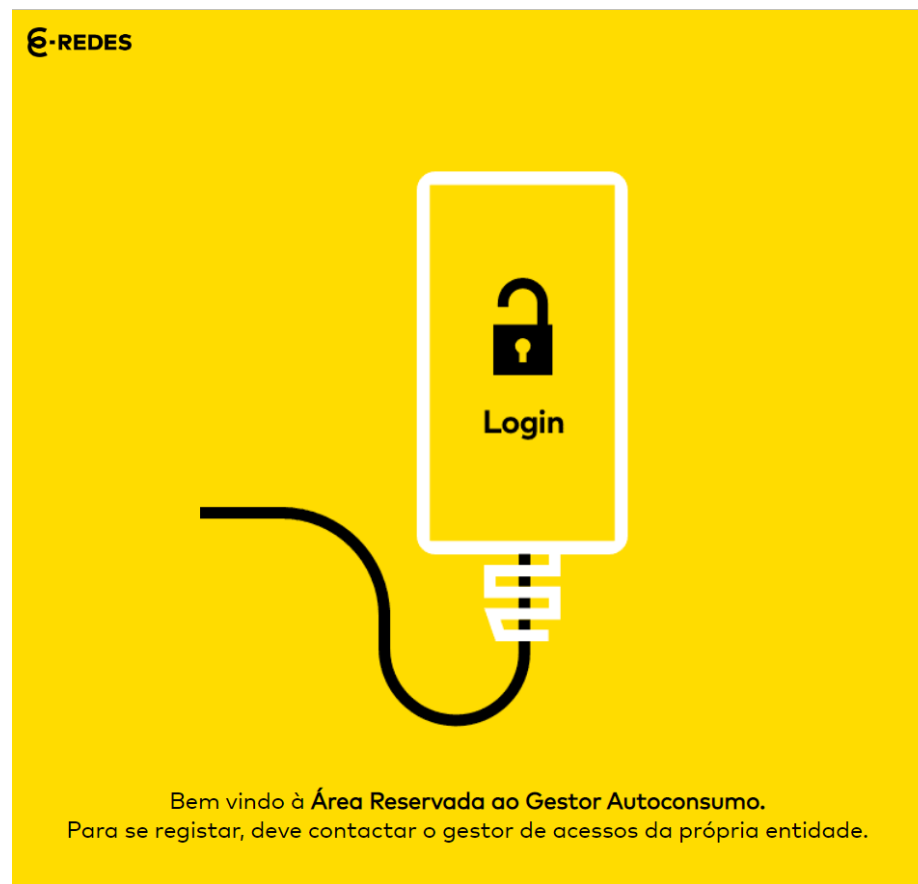 e-REDES
Login
Bem vindo à Área Reservada ao Gestor Autoconsumo.
Para se registar, deve contactar o gestor de acessos da própria entidade.